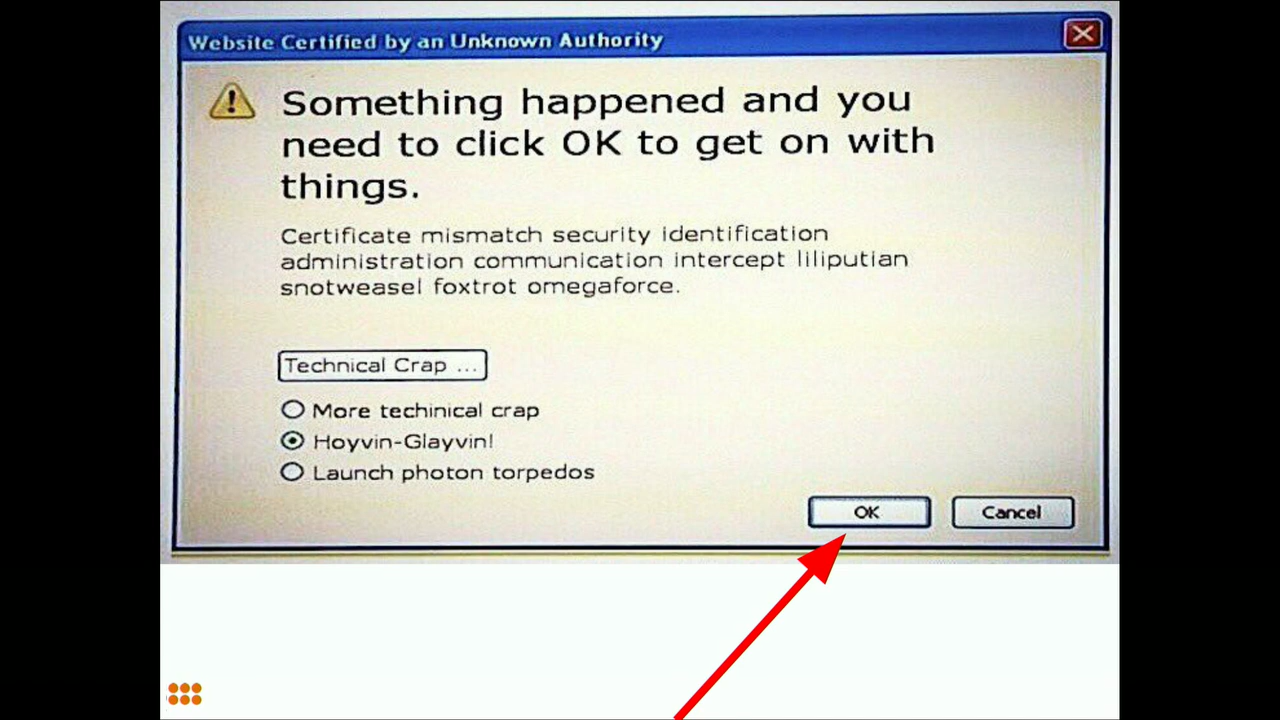 Website Certified by an Unknown Authority
Something happened and you
need to click OK to get on with
things.
Certificate mismatch security identification
administration communication intercept liliputian
snotweasel foxtrot omegaforce.
Technical Crap ...
More techinical crap
Hoyvin-Glayvin!
Launch photon torpedos
OK
Cancel